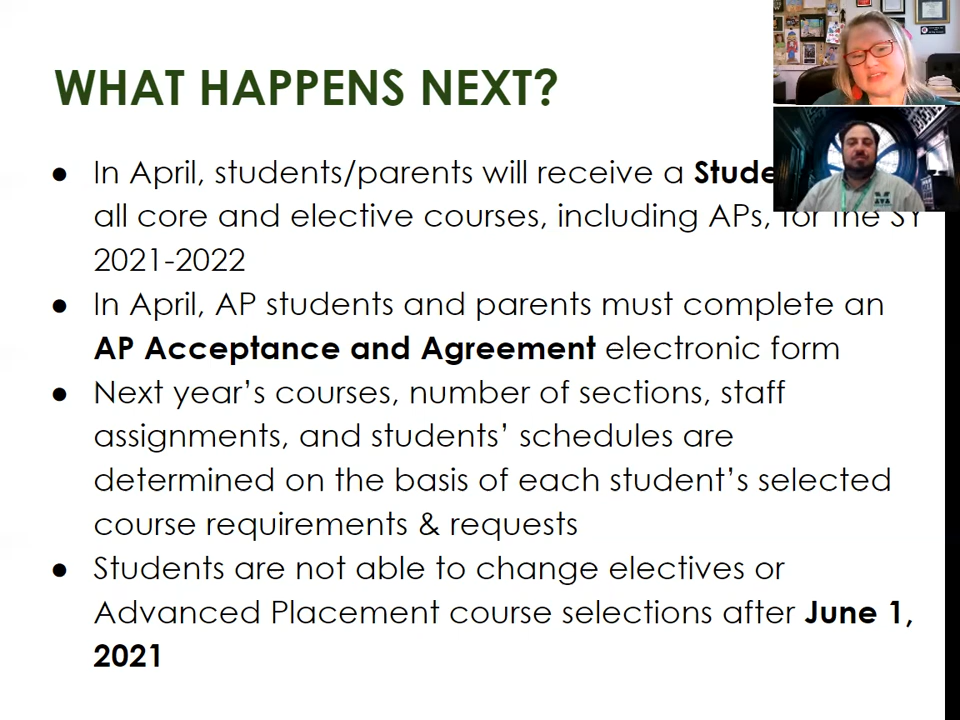 WHAT HAPPENS NEXT?
● In April, students/parents will receive a
all core and elective courses, including APs, for the SY
2021-2022
● In April, AP students and parents must complete an
AP Acceptance and Agreement electronic form
● Next year’s courses, number of sections, staff
assignments, and students’ schedules are
determined on the basis of each student’s selected
course requirements & requests
● Students are not able to change electives or
Advanced Placement course selections after June 1,
2021